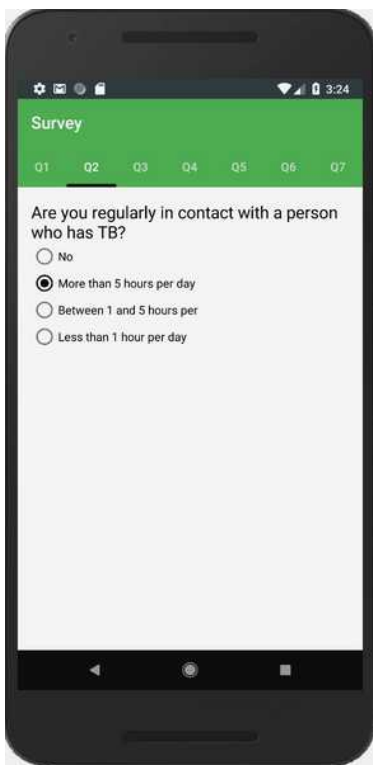 3:24
Survey
Q1 Q2 Q3 Q4 Q5 Q6 Q7
Are you regularly in contact with a person
who has TB?
No
More than 5 hours per day
Between 1 and 5 hours per
Less than 1 hour per day